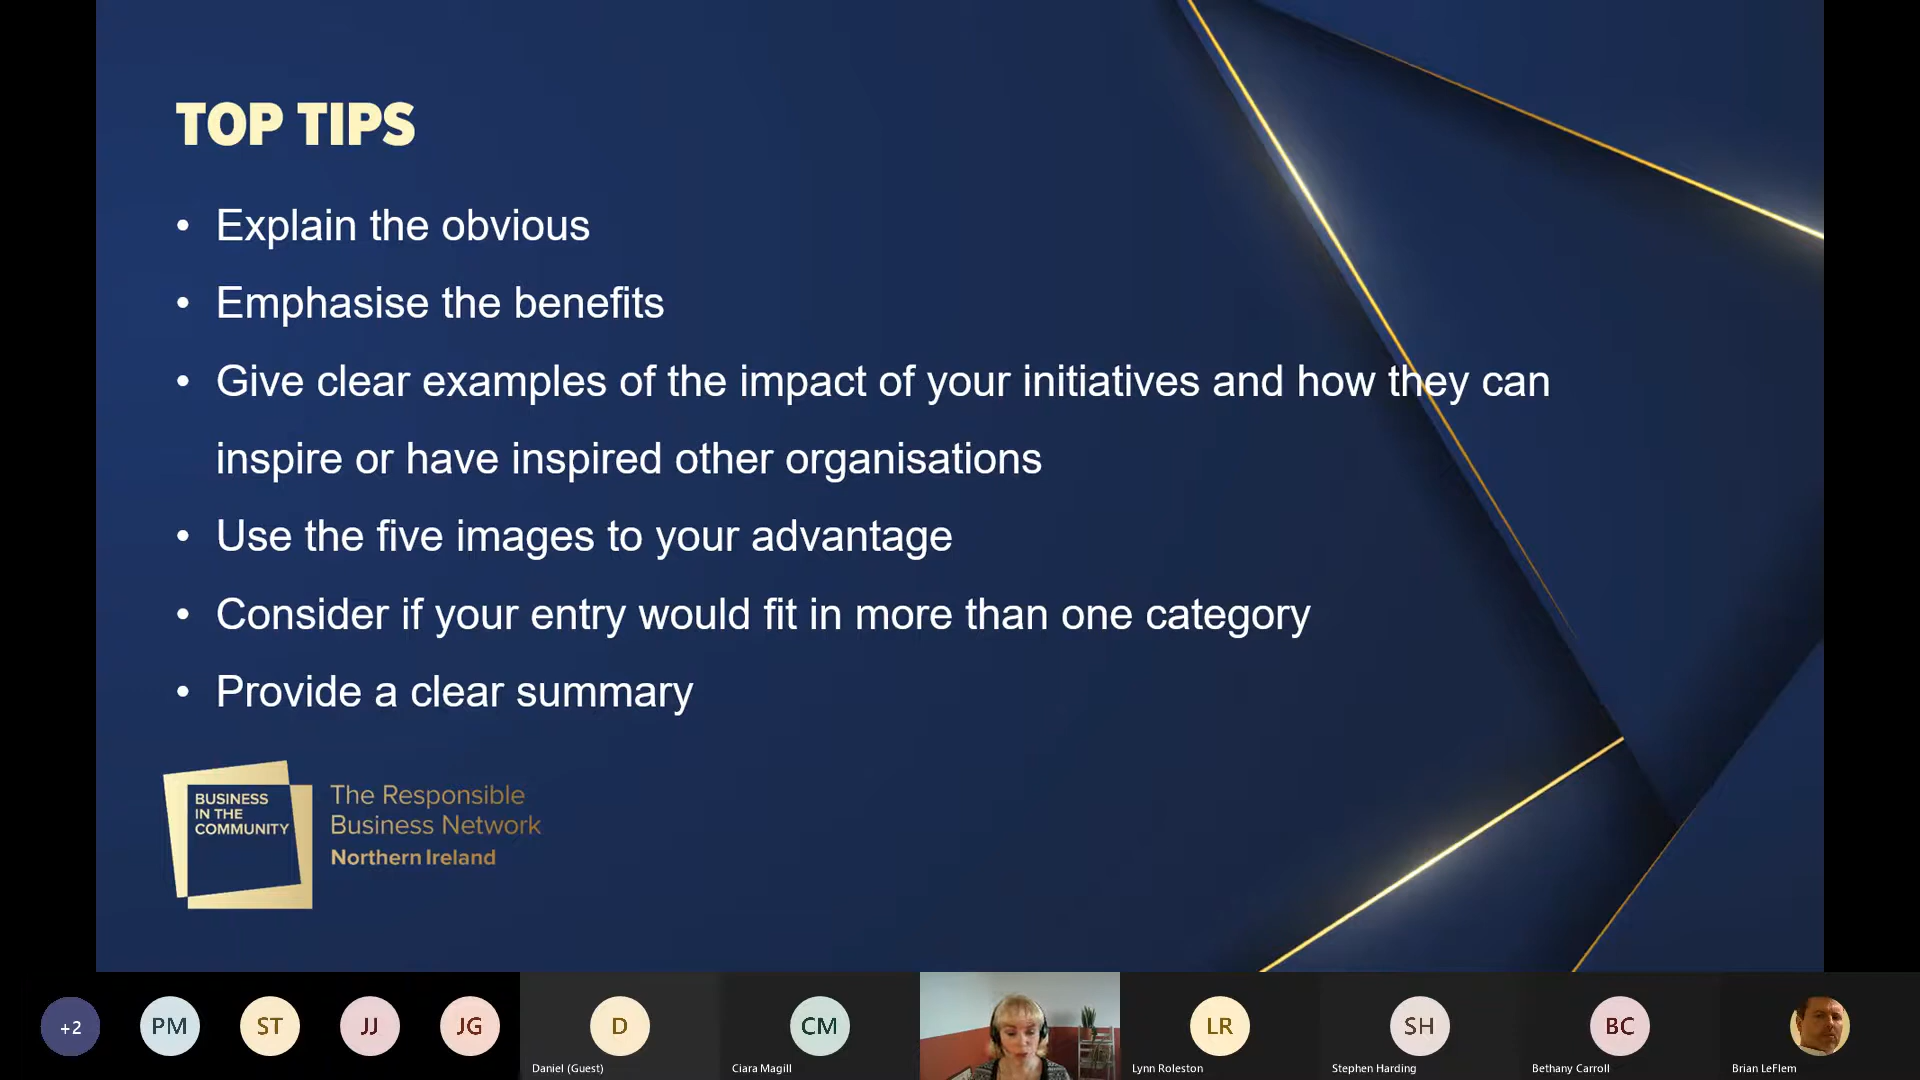 TOP TIPS
• Explain the obvious
• Emphasise the benefits
• Give clear examples of the impact of your initiatives and how they can
inspire or have inspired other organisations
• Use the five images to your advantage
• Consider if your entry would fit in more than one category
• Provide a clear summary
BUSINESS
IN THE
COMMUNITY
The Responsible
Business Network
Northern Ireland
+2
PM
ST
JJ
JG
D
Daniel (Guest)
CM
Ciara Magill
LR
Lynn Roleston
SH
Stephen Harding
BC
Bethany Carroll
Brian LeFlem